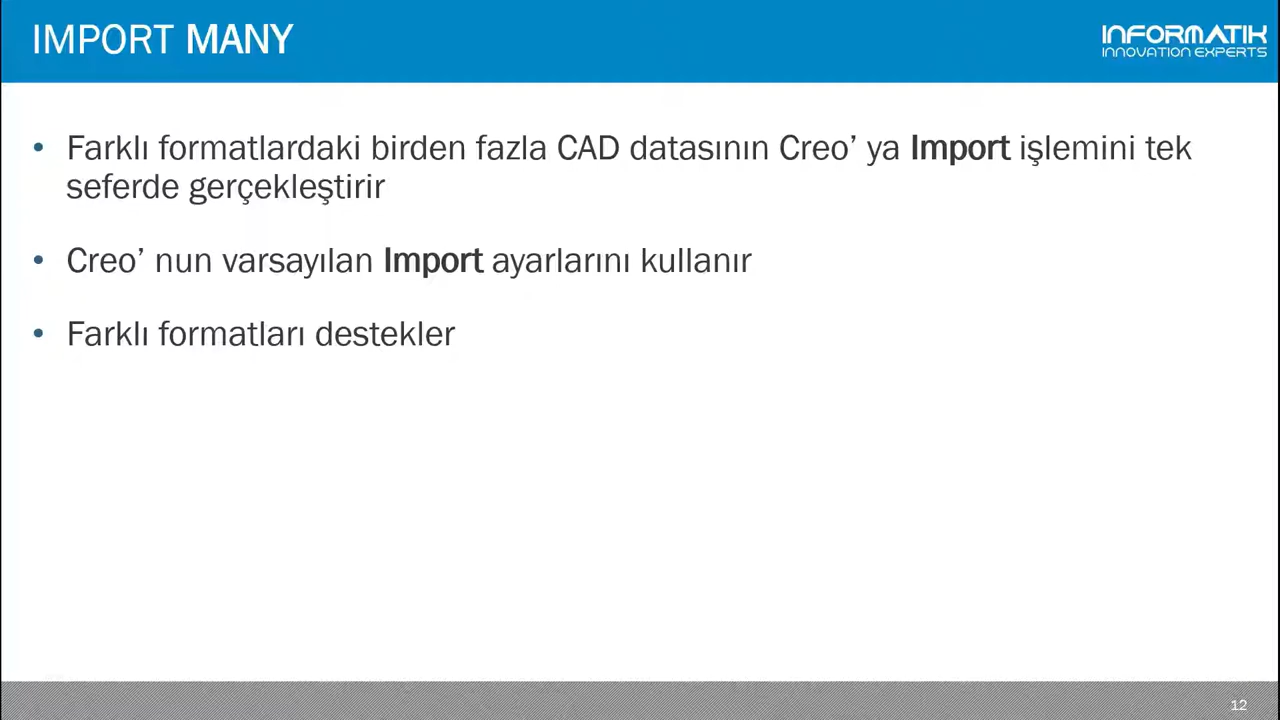 IMPORT MANY
INFORMATIK
INNOVATION EXPERTS
• Farklı formatlardaki birden fazla CAD datasının Creo’ ya Import işlemini tek
seferde gerçekleştirir
• Creo’ nun varsayılan Import ayarlarını kullanır
• Farklı formatları destekler
12